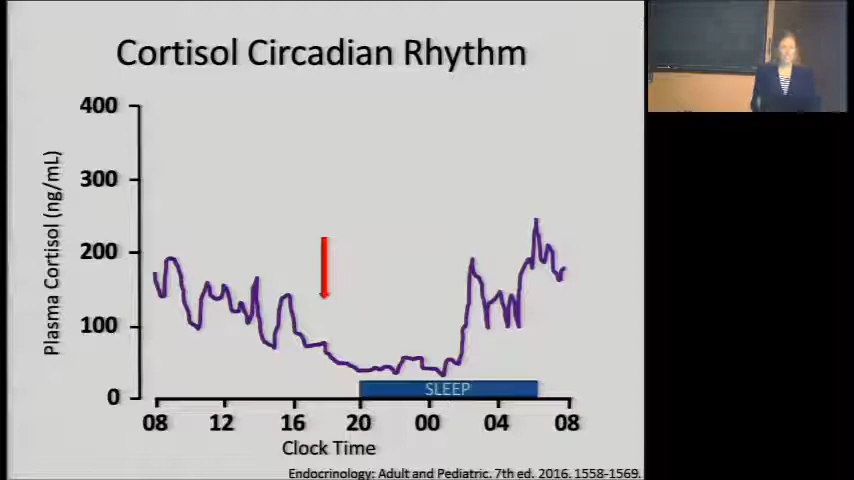 Cortisol Circadian Rhythm
400
300
200
100
0
Plasma Cortisol (ng/mL)
SLEEP
08 12 16 20 00 04 08
Clock Time
Endocrinology: Adult and Pediatric. 7th ed. 2016. 1558-1569.